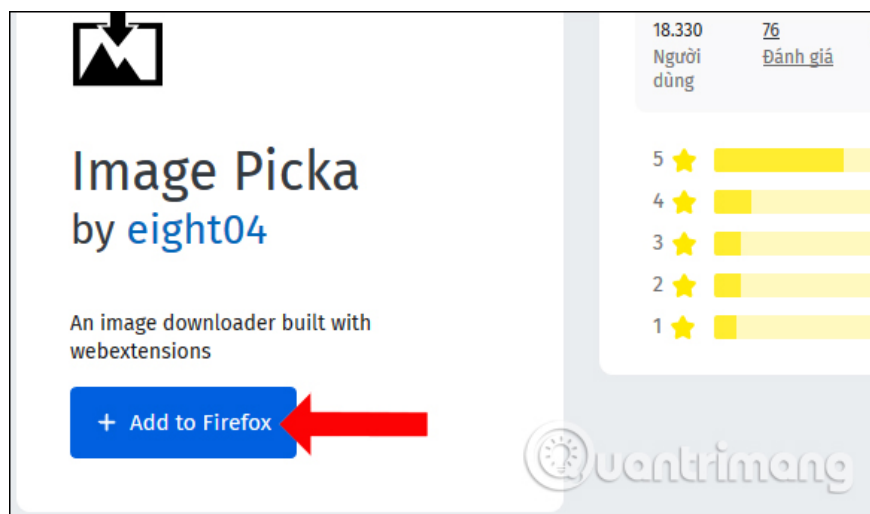 Image Picka
by eight04
An image downloader built with
webextensions
+ Add to Firefox
18.330
76
Người
dùng
Đánh giá
5
4
3
2
1
Quantrimang